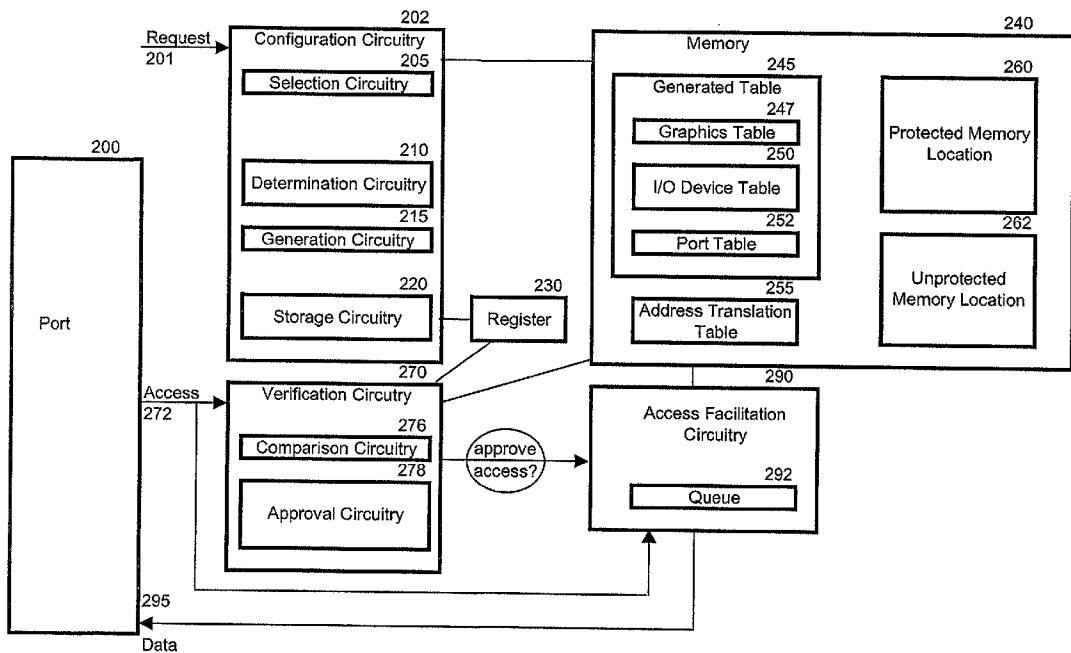 202
240
Request
201
Configuration Circuitry
205
Selection Circuitry
210
Determination Circuitry
215
Generation Circuitry
220
Storage Circuitry
230
Register
Memory
245
Generated Table
247
Graphics Table
250
I/O Device Table
252
Port Table
255
Address Translation
Table
260
Protected Memory
Location
262
Unprotected
Memory Location
200
Port
Access
272
270
Verification Circutry
276
Comparison Circuitry
278
Approval Circuitry
approve
access?
290
Access Facilitation
Circuitry
292
Queue
295
Data